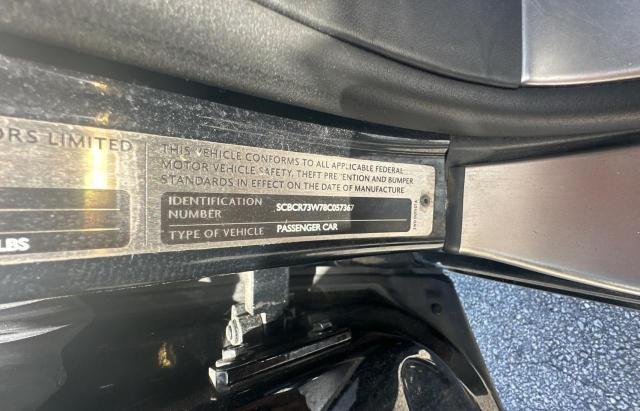 ORS LIMITED
THIS VEHICLE CONFORMS TO ALL APPLICABLE FEDERAL
MOTOR VEHICLE SAFETY, THEFT PREVENTION AND BUMPER
STANDARDS IN EFFECT ON THE DATE OF MANUFACTURE
IDENTIFICATION NUMBER SCBCR73W78C057367
TYPE OF VEHICLE PASSENGER CAR
LBS